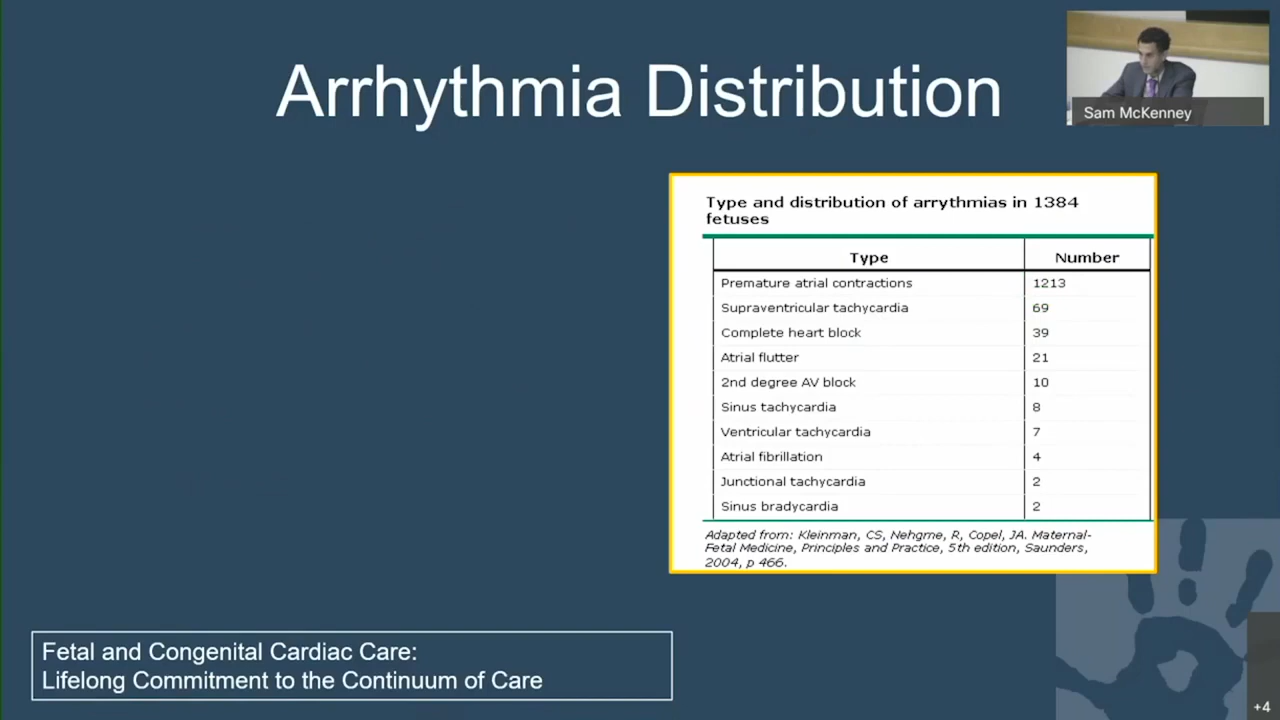 Arrhythmia Distribution
Sam McKenney
Type and distribution of arrythmias in 1384
fetuses
Type Number
Premature atrial contractions 1213
Supraventricular tachycardia 69
Complete heart block 39
Atrial flutter 21
2nd degree AV block 10
Sinus tachycardia 8
Ventricular tachycardia 7
Atrial fibrillation 4
Junctional tachycardia 2
Sinus bradycardia 2
Adapted from: Kleinman, CS, Nehgme, R, Copel, JA. Maternal-
Fetal Medicine, Principles and Practice, 5th edition, Saunders,
2004, p 466.
Fetal and Congenital Cardiac Care:
Lifelong Commitment to the Continuum of Care
+4